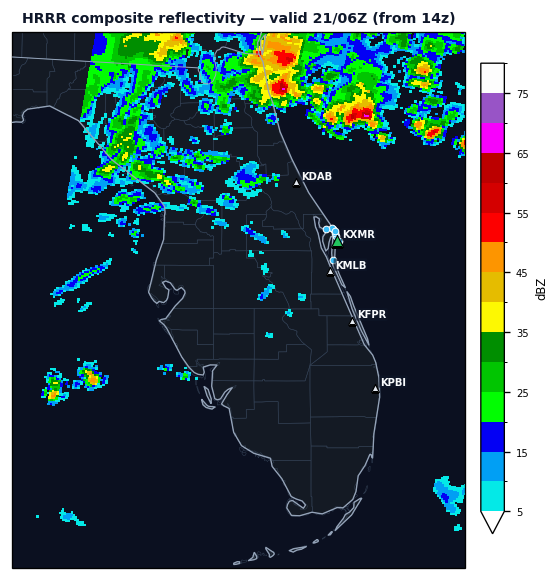 HRRR composite reflectivity — valid 21/06Z (from 14z)
KDAB
KXMR
KMLB
KFPR
KPBI
75
65
55
45
35
25
15
5
dBZ